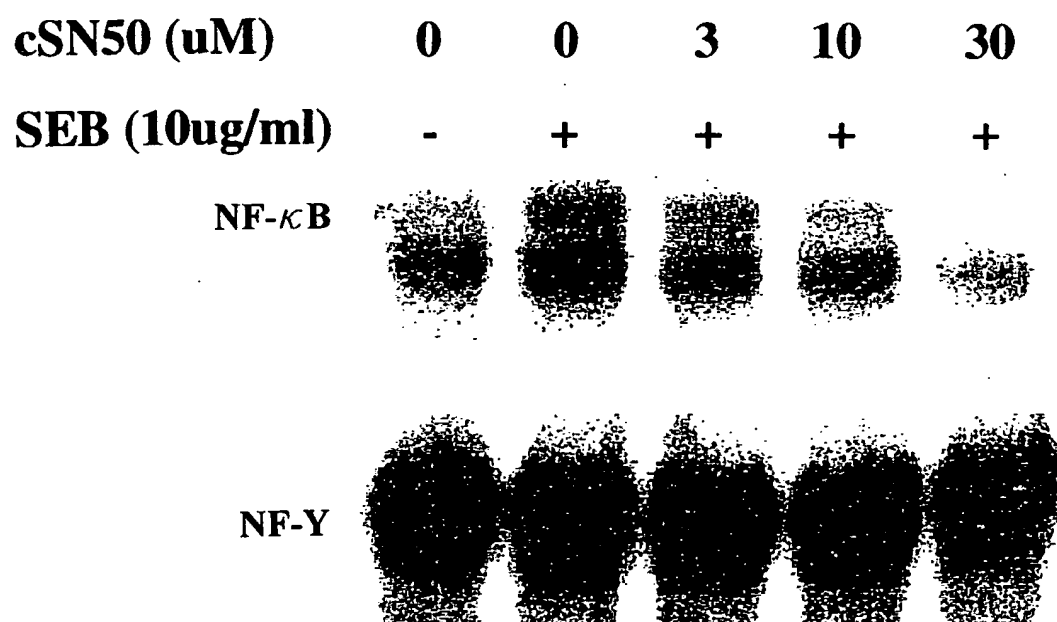 cSN50 (uM) 0 0 3 10 30
SEB (10ug/ml) - + + + +
NF-κB
NF-Y